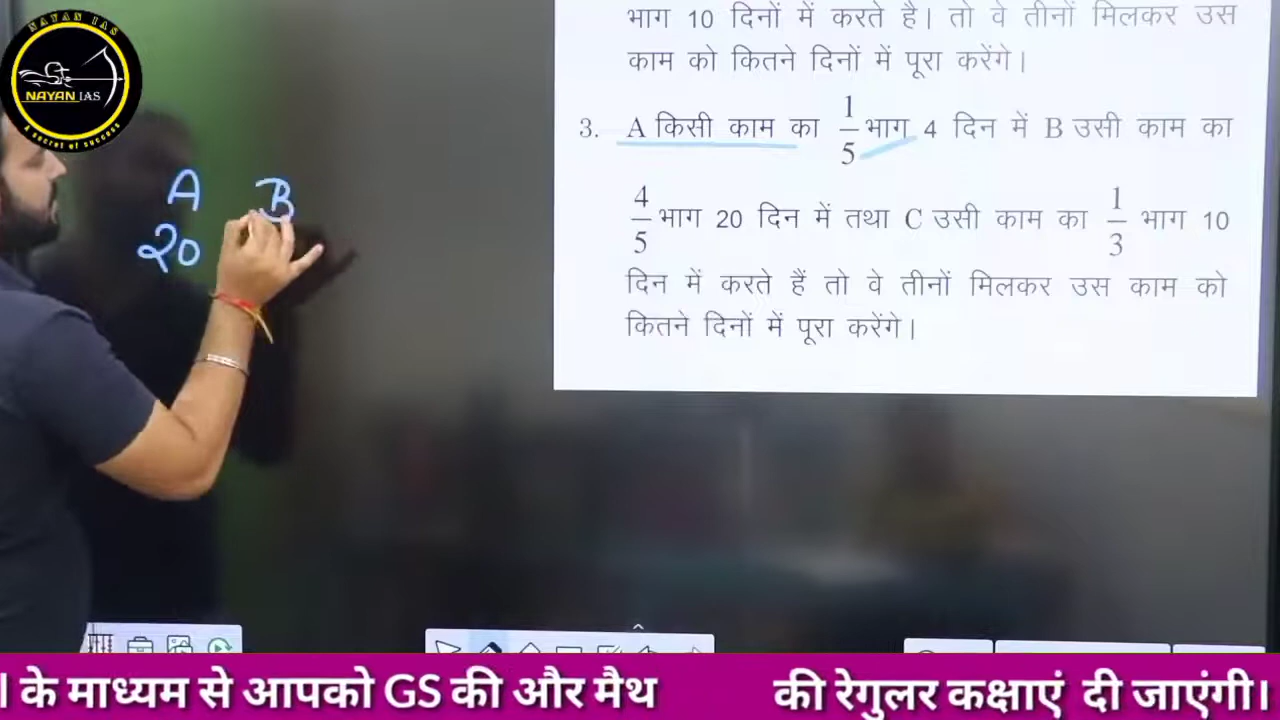 NAYAN IAS
NAYAN IAS
A secret of success
भाग 10 दिनों में करते है। तो वे तीनों मिलकर उस
काम को कितने दिनों में पूरा करेंगे।
3. A किसी काम का 1/5 भाग 4 दिन में B उसी काम का
4/5 भाग 20 दिन में तथा C उसी काम का 1/3 भाग 10
दिन में करते हैं तो वे तीनों मिलकर उस काम को
कितने दिनों में पूरा करेंगे।
A B
20
के माध्यम से आपको GS की और मैथ की रेगुलर कक्षाएं दी जाएंगी।